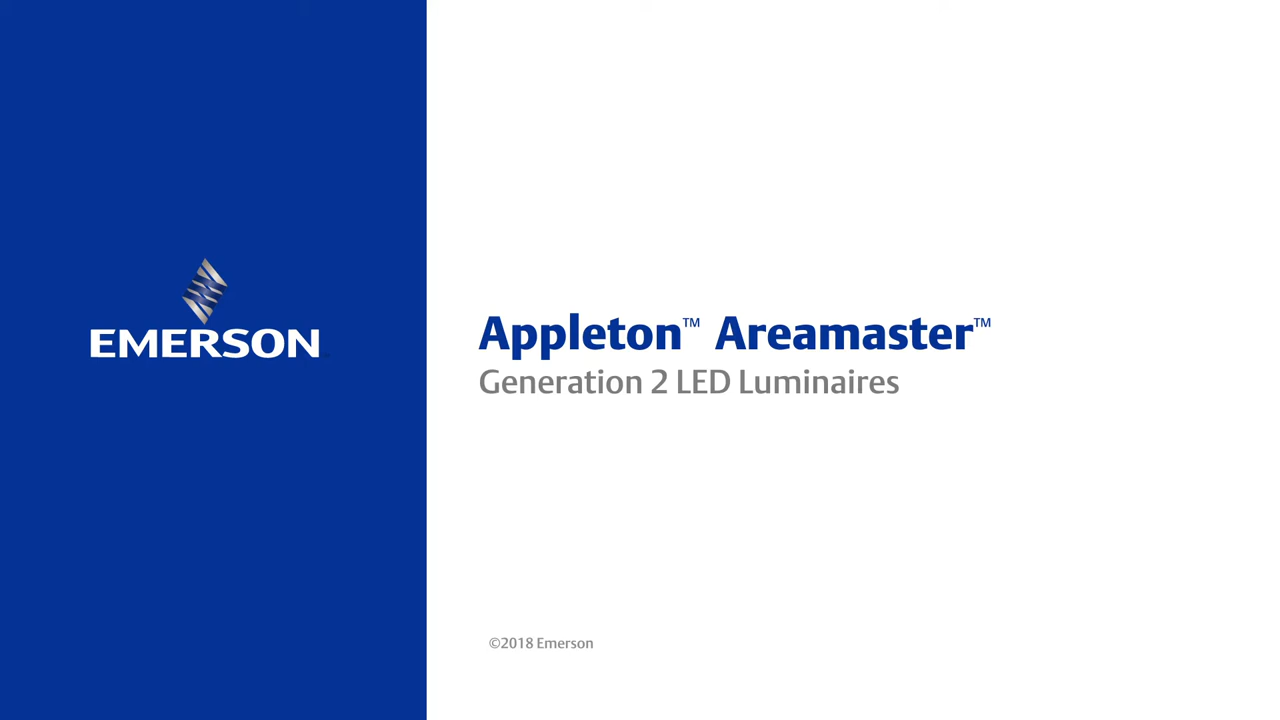 EMERSON
Appleton™ Areamaster™
Generation 2 LED Luminaires
©2018 Emerson